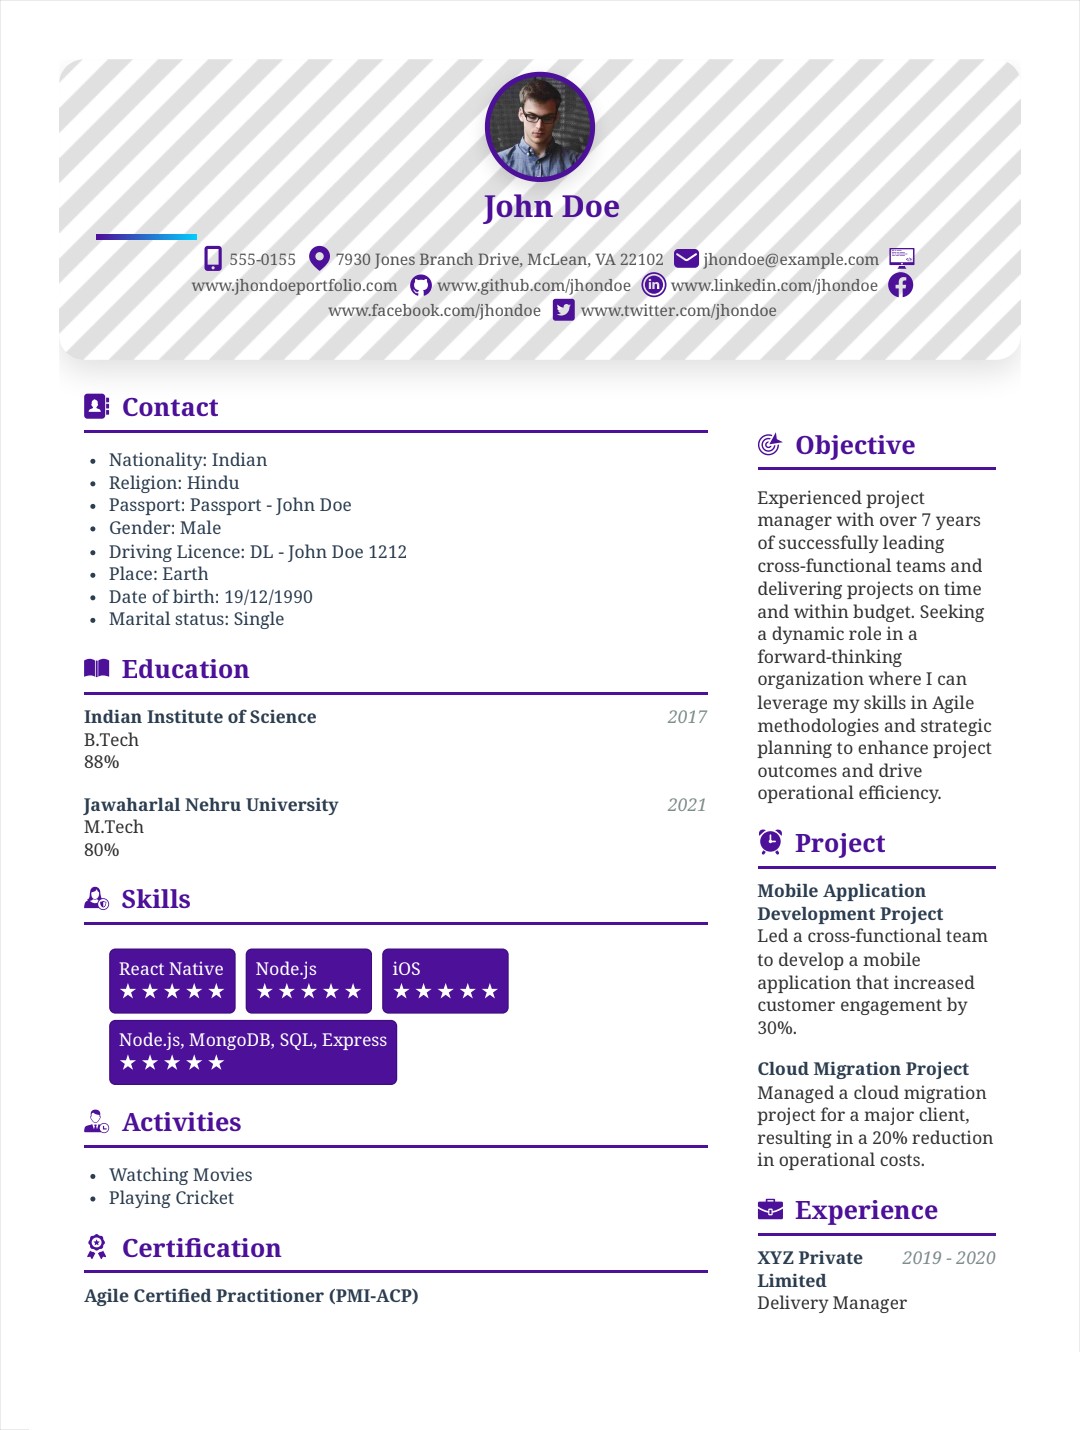 John Doe
555-0155 7930 Jones Branch Drive, McLean, VA 22102 jhondoe@example.com
www.jhondoeportfolio.com www.github.com/jhondoe www.linkedin.com/jhondoe
www.facebook.com/jhondoe www.twitter.com/jhondoe
Contact
• Nationality: Indian
• Religion: Hindu
• Passport: Passport - John Doe
• Gender: Male
• Driving Licence: DL - John Doe 1212
• Place: Earth
• Date of birth: 19/12/1990
• Marital status: Single
Education
Indian Institute of Science 2017
B.Tech
88%
Jawaharlal Nehru University 2021
M.Tech
80%
Skills
React Native Node.js iOS
★★★★★ ★★★★★ ★★★★★
Node.js, MongoDB, SQL, Express
★★★★★
Activities
• Watching Movies
• Playing Cricket
Certification
Agile Certified Practitioner (PMI-ACP)
Objective
Experienced project
manager with over 7 years
of successfully leading
cross-functional teams and
delivering projects on time
and within budget. Seeking
a dynamic role in a
forward-thinking
organization where I can
leverage my skills in Agile
methodologies and strategic
planning to enhance project
outcomes and drive
operational efficiency.
Project
Mobile Application
Development Project
Led a cross-functional team
to develop a mobile
application that increased
customer engagement by
30%.
Cloud Migration Project
Managed a cloud migration
project for a major client,
resulting in a 20% reduction
in operational costs.
Experience
XYZ Private 2019 - 2020
Limited
Delivery Manager